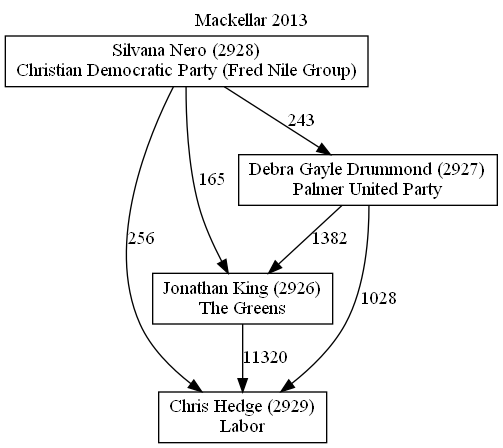 Mackellar 2013
Silvana Nero (2928)
Christian Democratic Party (Fred Nile Group)
243
Debra Gayle Drummond (2927)
Palmer United Party
165
256
1382
Jonathan King (2926)
The Greens
1028
11320
Chris Hedge (2929)
Labor